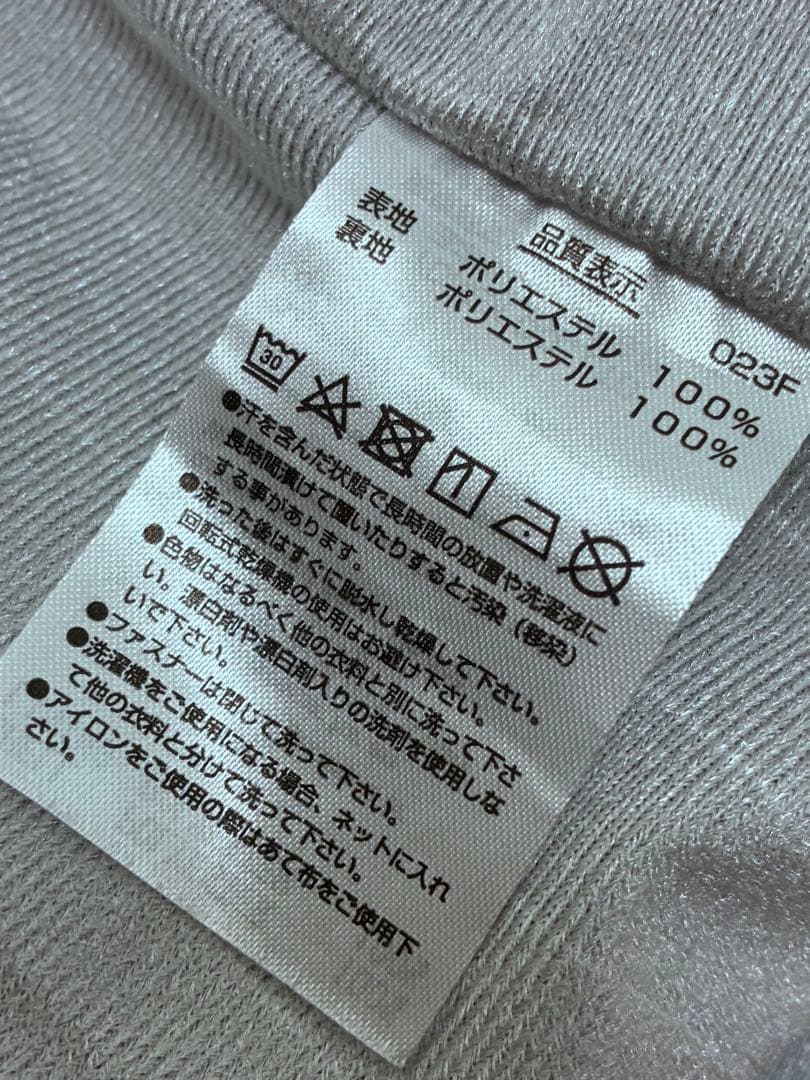 品質表示 023F
表地 ポリエステル 100%
裏地 ポリエステル 100%
30
●汗を含んだ状態で長時間の放置や洗濯液に
長時間漬けて置いたりすると汚染（移染）
する事があります。
●洗った後はすぐに脱水し乾燥して下さい。
回転式乾燥機の使用はお避け下さい。
●色物はなるべく他の衣料と別に洗って下さ
い。漂白剤や漂白剤入りの洗剤を使用しな
いで下さい。
●ファスナーは閉じて洗って下さい。
●洗濯機をご使用になる場合、ネットに入れ
て他の衣料と分けて洗って下さい。
●アイロンをご使用の際はあて布をご使用下
さい。